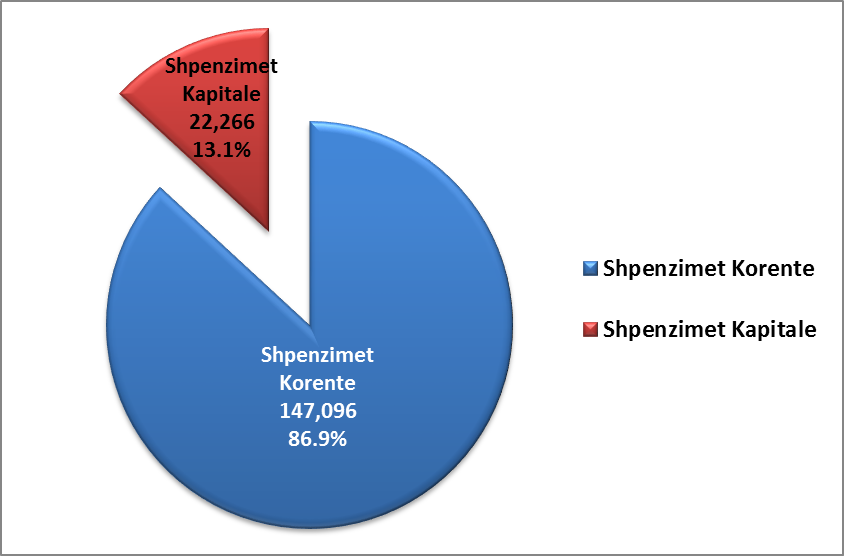 Shpenzimet
Kapitale
22,266
13.1%
Shpenzimet
Korente
147,096
86.9%
Shpenzimet Korente
Shpenzimet Kapitale